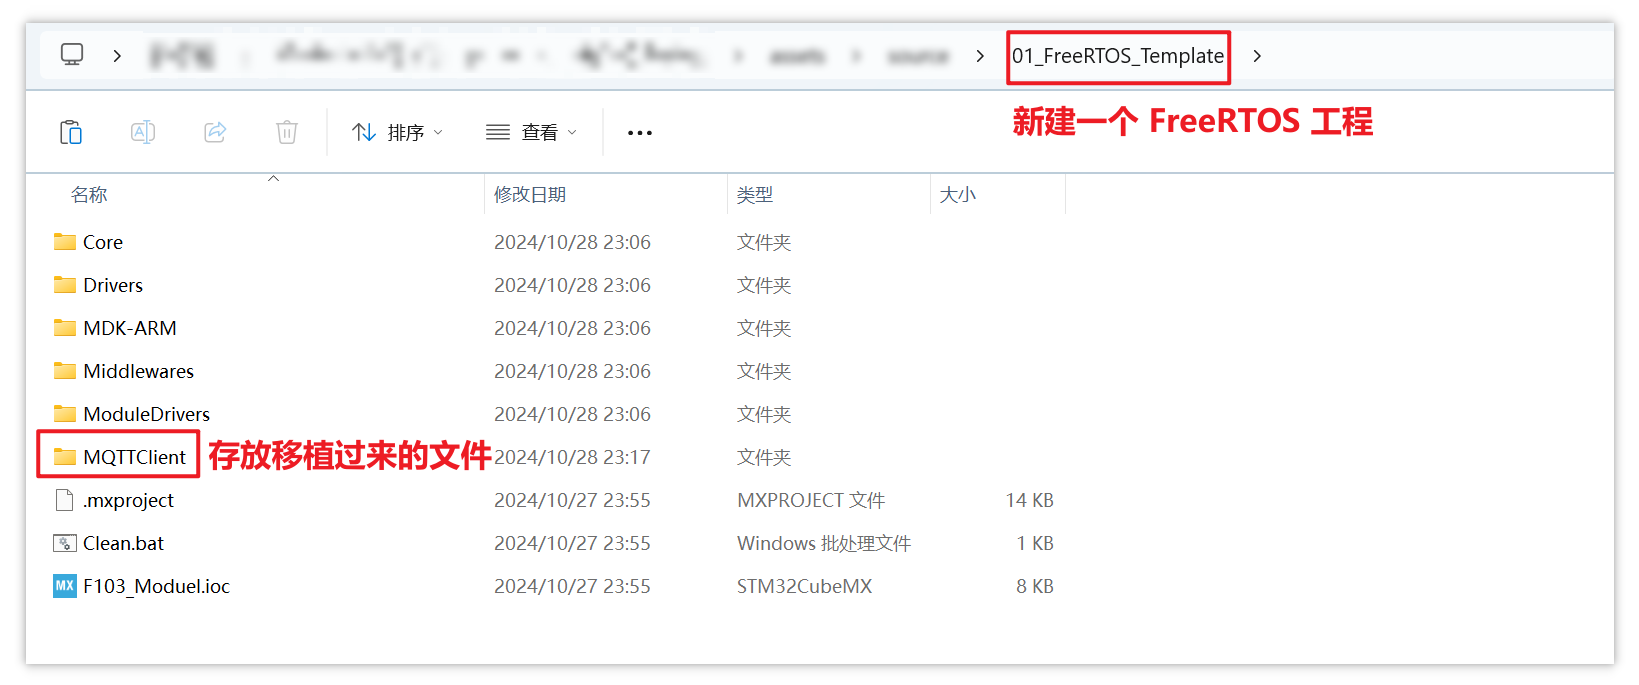 assets source 01_FreeRTOS_Template
新建一个 FreeRTOS 工程
排序 查看
名称 修改日期 类型 大小
Core 2024/10/28 23:06 文件夹
Drivers 2024/10/28 23:06 文件夹
MDK-ARM 2024/10/28 23:06 文件夹
Middlewares 2024/10/28 23:06 文件夹
ModuleDrivers 2024/10/28 23:06 文件夹
MQTTClient 存放移植过来的文件 2024/10/28 23:17 文件夹
.mxproject 2024/10/27 23:55 MXPROJECT 文件 14 KB
Clean.bat 2024/10/27 23:55 Windows 批处理文件 1 KB
MX F103_Moduel.ioc 2024/10/27 23:55 STM32CubeMX 8 KB